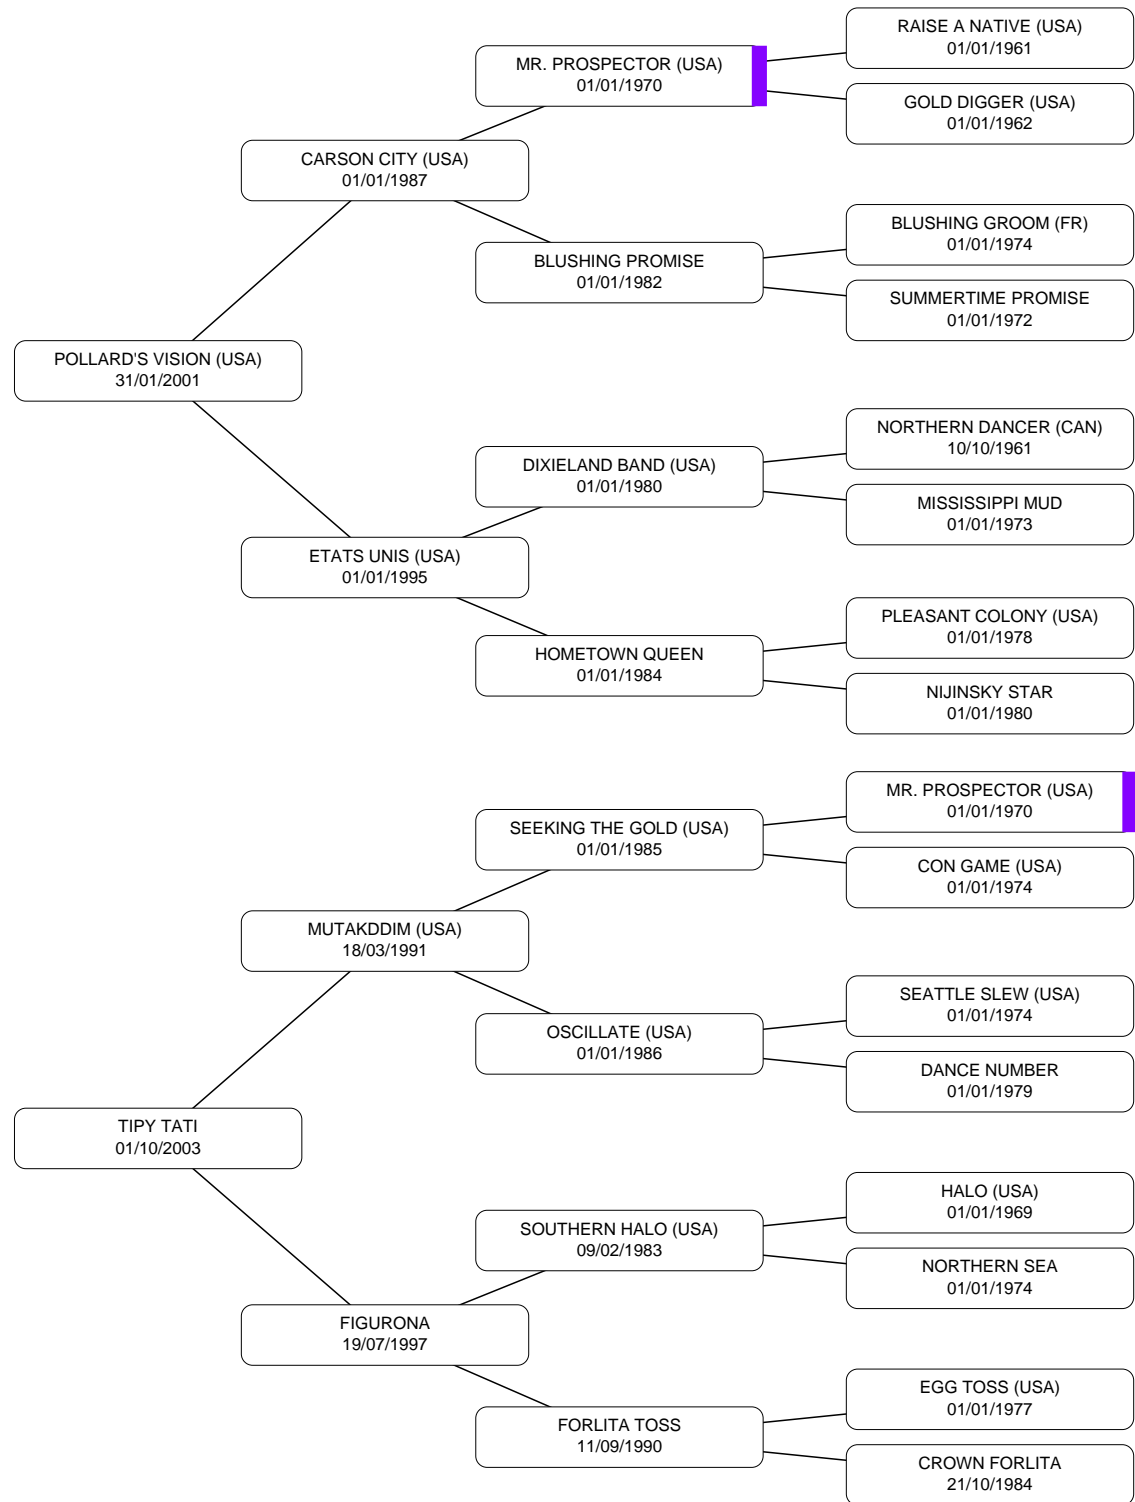 RAISE A NATIVE (USA)
01/01/1961
MR. PROSPECTOR (USA)
01/01/1970
GOLD DIGGER (USA)
01/01/1962
CARSON CITY (USA)
01/01/1987
BLUSHING GROOM (FR)
01/01/1974
BLUSHING PROMISE
01/01/1982
SUMMERTIME PROMISE
01/01/1972
POLLARD'S VISION (USA)
31/01/2001
NORTHERN DANCER (CAN)
10/10/1961
DIXIELAND BAND (USA)
01/01/1980
MISSISSIPPI MUD
01/01/1973
ETATS UNIS (USA)
01/01/1995
PLEASANT COLONY (USA)
01/01/1978
HOMETOWN QUEEN
01/01/1984
NIJINSKY STAR
01/01/1980
MR. PROSPECTOR (USA)
01/01/1970
SEEKING THE GOLD (USA)
01/01/1985
CON GAME (USA)
01/01/1974
MUTAKDDIM (USA)
18/03/1991
SEATTLE SLEW (USA)
01/01/1974
OSCILLATE (USA)
01/01/1986
DANCE NUMBER
01/01/1979
TIPY TATI
01/10/2003
HALO (USA)
01/01/1969
SOUTHERN HALO (USA)
09/02/1983
NORTHERN SEA
01/01/1974
FIGURONA
19/07/1997
EGG TOSS (USA)
01/01/1977
FORLITA TOSS
11/09/1990
CROWN FORLITA
21/10/1984